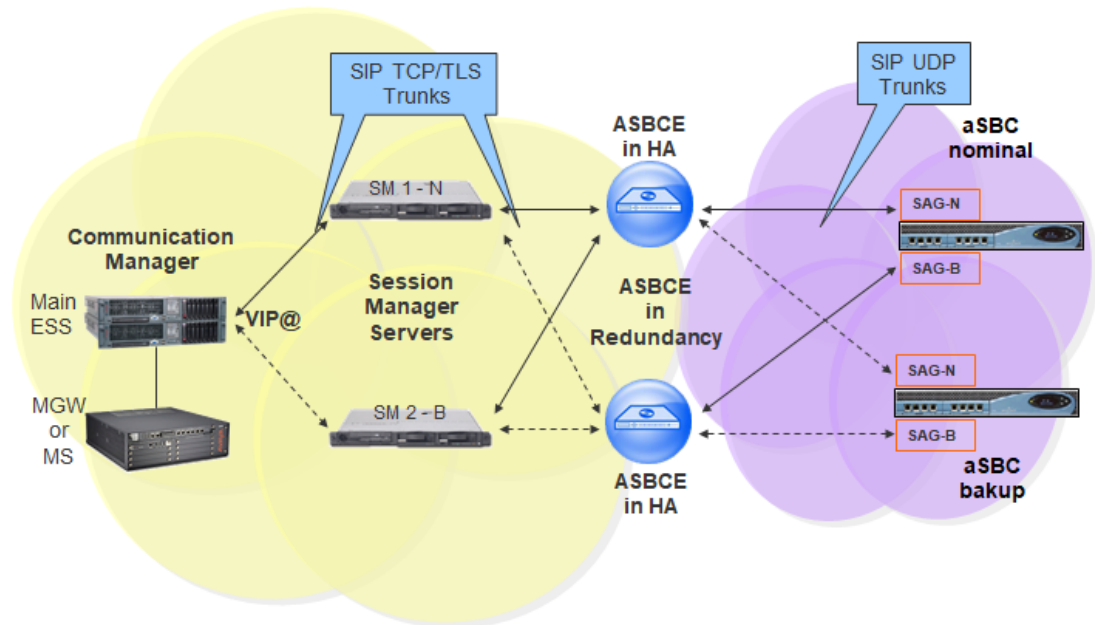 SIP TCP/TLS
Trunks
SIP UDP
Trunks
ASBCE
in HA
aSBC
nominal
SM 1 - N
SAG-N
SAG-B
Communication
Manager
Main
ESS
VIP@
Session
Manager
Servers
ASBCE
in
Redundancy
MGW
or
MS
SM 2 - B
SAG-N
SAG-B
ASBCE
in HA
aSBC
bakup